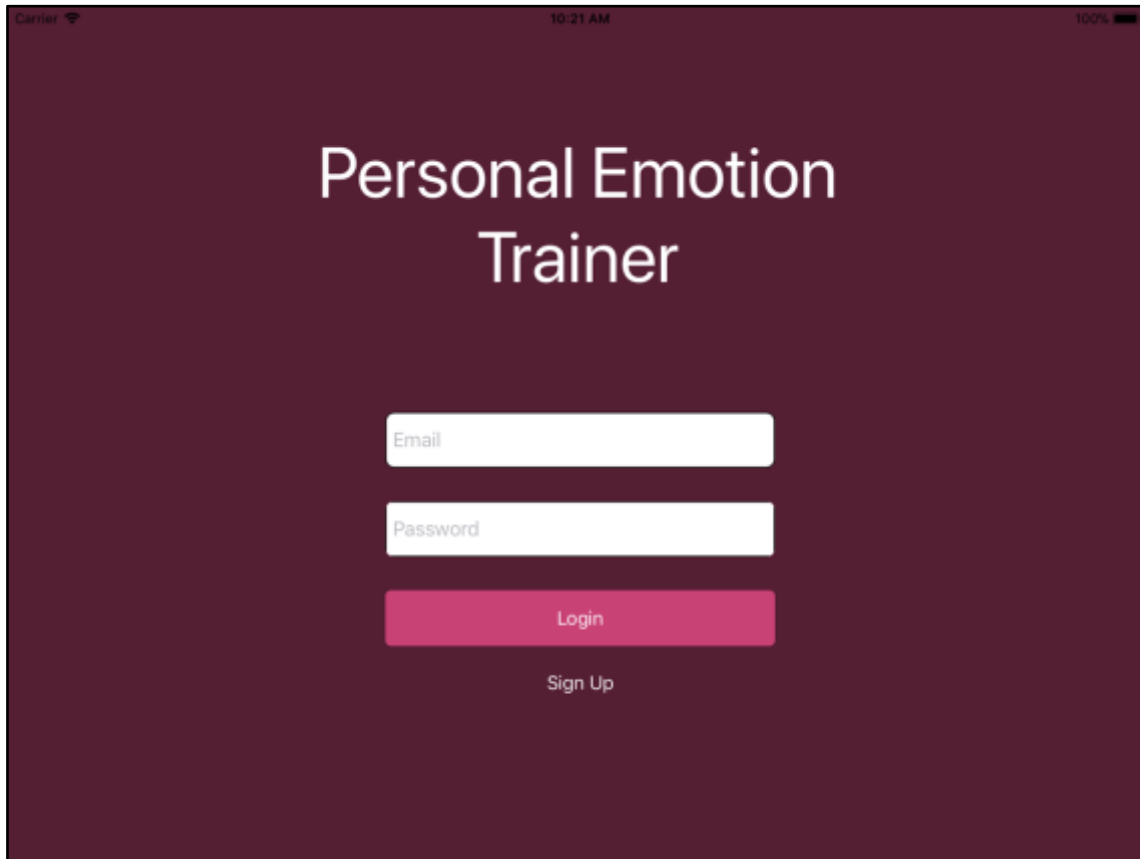 Carrier
10:21 AM
100%
Personal Emotion
Trainer
Email
Password
Login
Sign Up